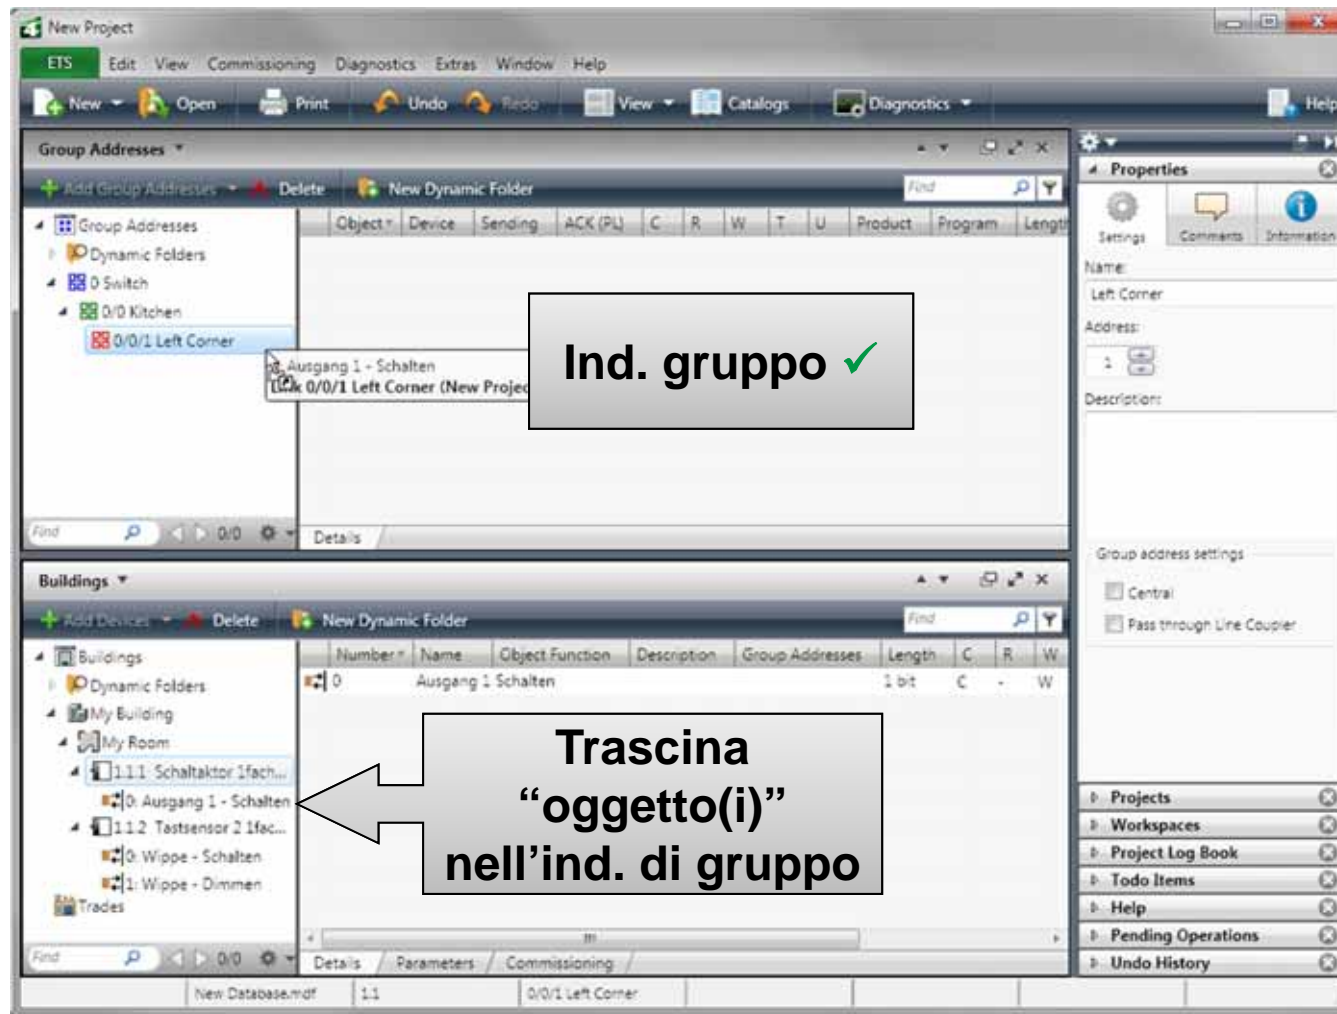 New Project
ETS Edit View Commissioning Diagnostics Extras Window Help
New Open Print Undo Redo View Catalogs Diagnostics Help
Group Addresses
Add Group Addresses Delete New Dynamic Folder Find
Group Addresses
Dynamic Folders
0 Switch
0/0 Kitchen
0/0/1 Left Corner
Object Device Sending ACK (PL) C R W T U Product Program Length
Ausgang 1 - Schalten
0/0/1 Left Corner (New Projec
Ind. gruppo ✓
Find 0/0 Details
Properties
Settings Comments Information
Name:
Left Corner
Address:
1
Description:
Group address settings
Central
Pass through Line Coupler
Buildings
Add Devices Delete New Dynamic Folder Find
Buildings
Dynamic Folders
My Building
My Room
1.1.1 Schaltaktor 1fach...
0: Ausgang 1 - Schalten
1.1.2 Tastsensor 2 1fac...
0: Wippe - Schalten
1: Wippe - Dimmen
Trades
Number Name Object Function Description Group Addresses Length C R W
0 Ausgang 1 Schalten 1 bit C - W
Trascina
“oggetto(i)”
nell’ind. di gruppo
Find 0/0 Details Parameters Commissioning
Projects
Workspaces
Project Log Book
Todo Items
Help
Pending Operations
Undo History
New Database.mdf 1.1 0/0/1 Left Corner